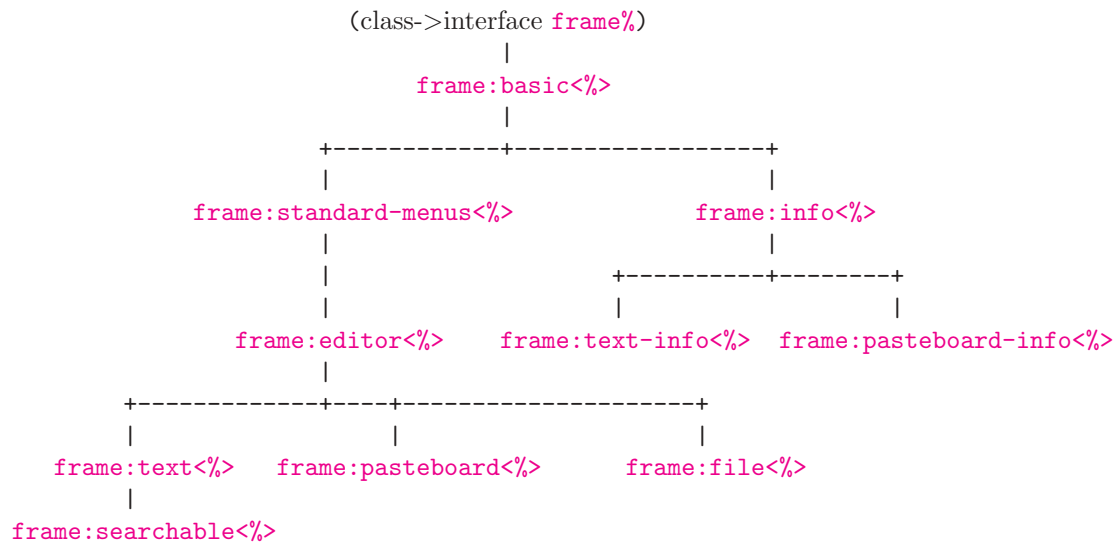 (class->interface frame%)
|
frame:basic<%>
|
+------------+-----------------+
| |
frame:standard-menus<%> frame:info<%>
| |
| +----------+--------+
| | |
frame:editor<%> frame:text-info<%> frame:pasteboard-info<%>
|
+-------------+----+---------------------+
| | |
frame:text<%> frame:pasteboard<%> frame:file<%>
|
frame:searchable<%>